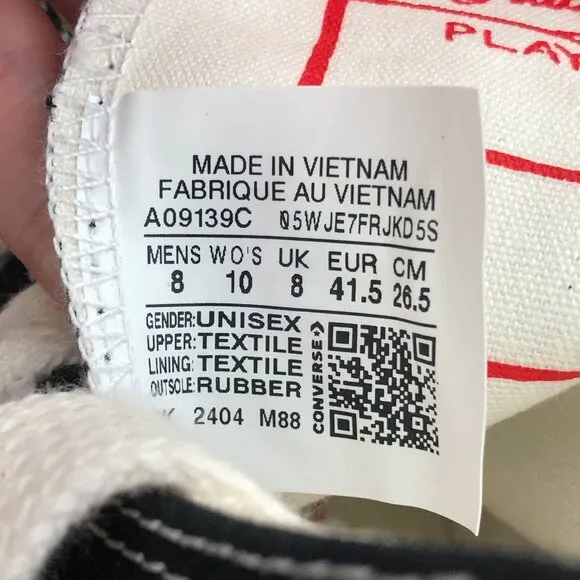 PLAY
MADE IN VIETNAM
FABRIQUE AU VIETNAM
A09139C Q5WJE7FRJKD5S
MENS WO'S UK EUR CM
8 10 8 41.5 26.5
GENDER:UNISEX
UPPER:TEXTILE
LINING:TEXTILE
OUTSOLE:RUBBER
2404 M88
CONVERSE